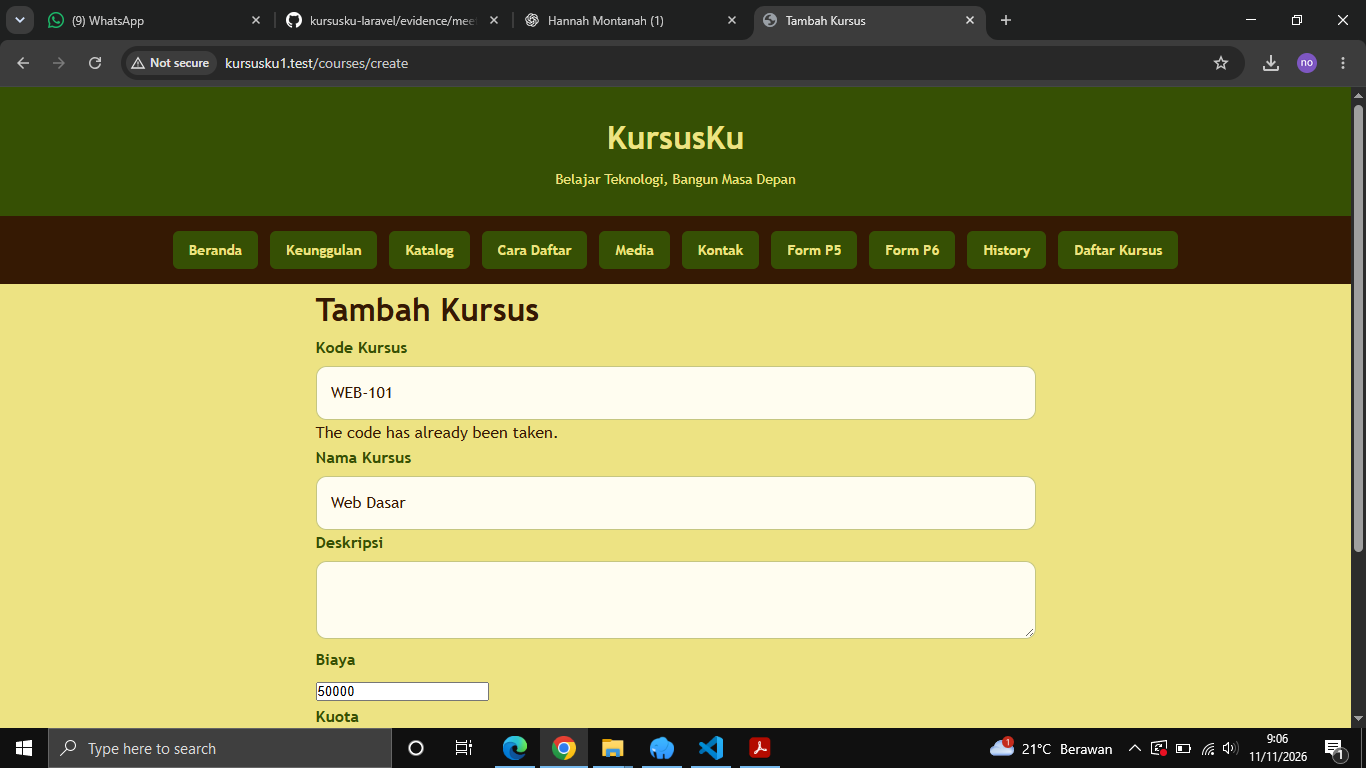 (9) WhatsApp
kursusku-laravel/evidence/mee
Hannah Montanah (1)
Tambah Kursus
Not secure
kursusku1.test/courses/create
no
KursusKu
Belajar Teknologi, Bangun Masa Depan
Beranda
Keunggulan
Katalog
Cara Daftar
Media
Kontak
Form P5
Form P6
History
Daftar Kursus
Tambah Kursus
Kode Kursus
WEB-101
The code has already been taken.
Nama Kursus
Web Dasar
Deskripsi
Biaya
50000
Kuota
Type here to search
1
21°C Berawan
9:06
11/11/2026
1